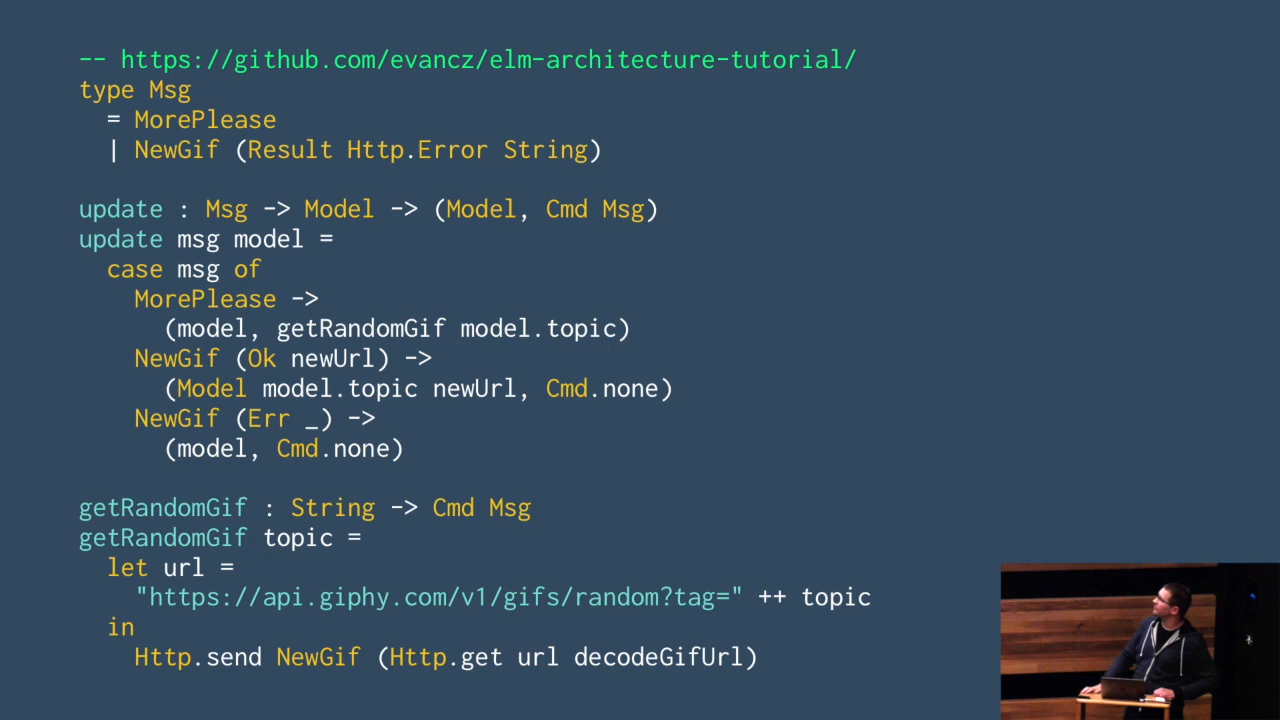 -- https://github.com/evancz/elm-architecture-tutorial/
type Msg
  = MorePlease
  | NewGif (Result Http.Error String)

update : Msg -> Model -> (Model, Cmd Msg)
update msg model =
  case msg of
    MorePlease ->
      (model, getRandomGif model.topic)
    NewGif (Ok newUrl) ->
      (Model model.topic newUrl, Cmd.none)
    NewGif (Err _) ->
      (model, Cmd.none)

getRandomGif : String -> Cmd Msg
getRandomGif topic =
  let url =
    "https://api.giphy.com/v1/gifs/random?tag=" ++ topic
  in
    Http.send NewGif (Http.get url decodeGifUrl)